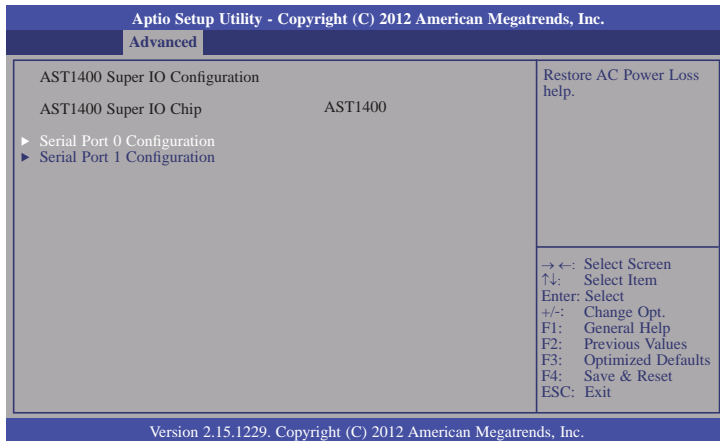 Aptio Setup Utility - Copyright (C) 2012 American Megatrends, Inc.
Advanced
AST1400 Super IO Configuration
AST1400 Super IO Chip AST1400
► Serial Port 0 Configuration
► Serial Port 1 Configuration
Restore AC Power Loss
help.
→←: Select Screen
↑↓: Select Item
Enter: Select
+/-: Change Opt.
F1: General Help
F2: Previous Values
F3: Optimized Defaults
F4: Save & Reset
ESC: Exit
Version 2.15.1229. Copyright (C) 2012 American Megatrends, Inc.